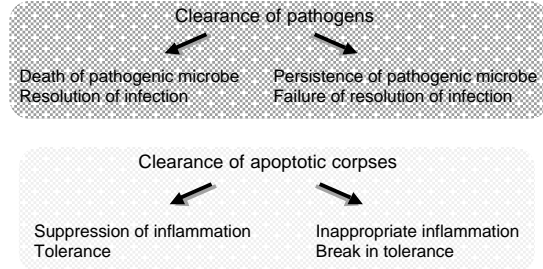 Clearance of pathogens
Death of pathogenic microbe
Resolution of infection
Persistence of pathogenic microbe
Failure of resolution of infection
Clearance of apoptotic corpses
Suppression of inflammation
Tolerance
Inappropriate inflammation
Break in tolerance